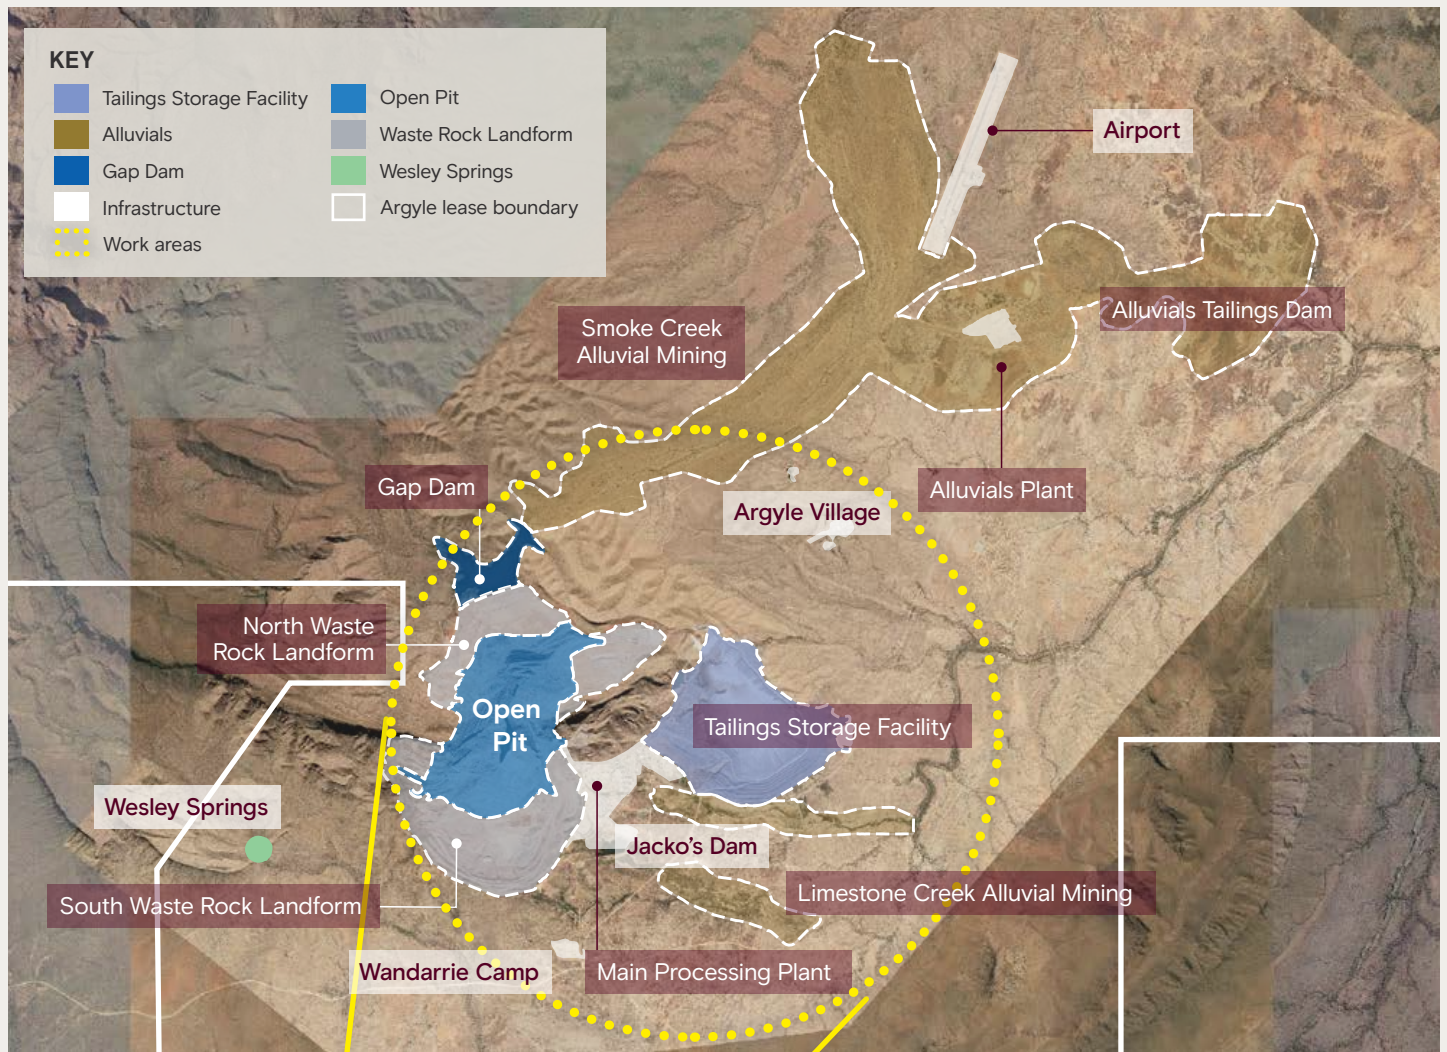 KEY
Tailings Storage Facility
Alluvials
Gap Dam
Infrastructure
Work areas
Open Pit
Waste Rock Landform
Wesley Springs
Argyle lease boundary
Airport
Alluvials Tailings Dam
Smoke Creek
Alluvial Mining
Gap Dam
Argyle Village
Alluvials Plant
North Waste
Rock Landform
Open
Pit
Tailings Storage Facility
Wesley Springs
Jacko's Dam
South Waste Rock Landform
Limestone Creek Alluvial Mining
Wandarrie Camp
Main Processing Plant